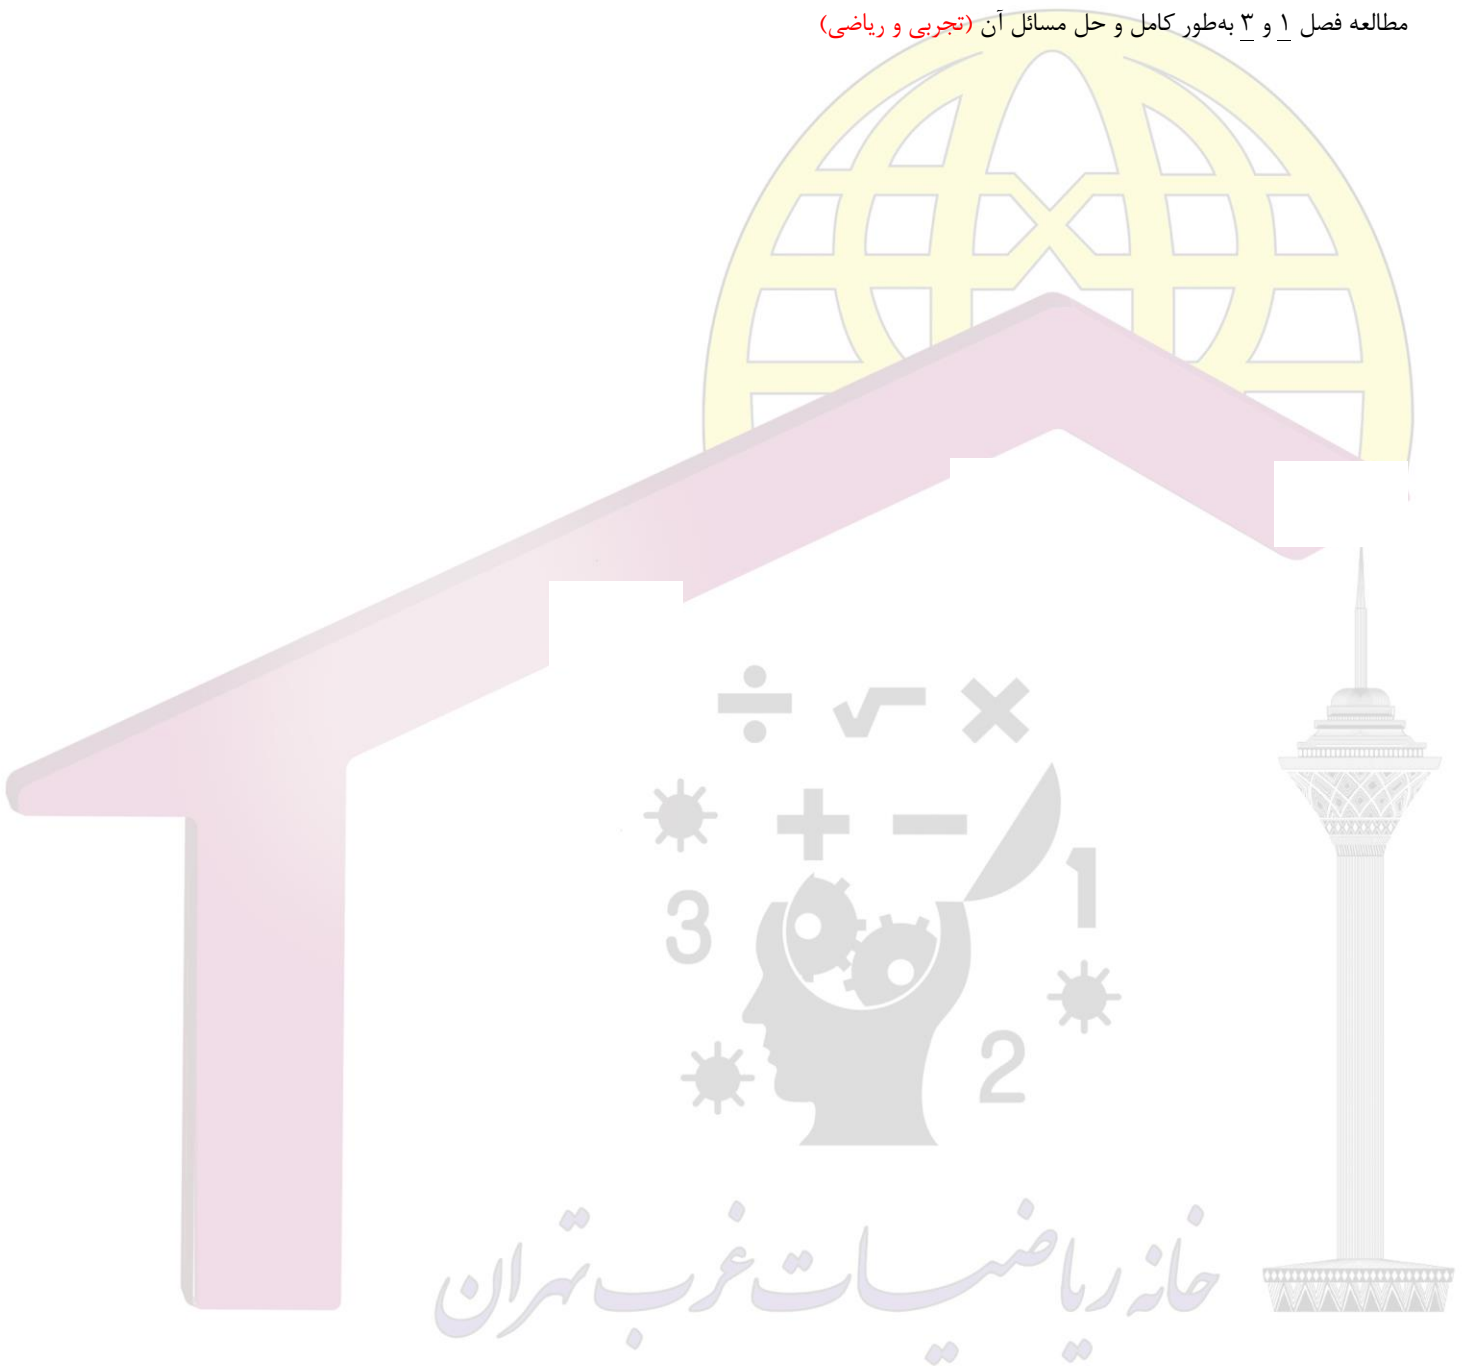 مطالعه فصل ۱ و ۳ به‌طور کامل و حل مسائل آن (تجربی و ریاضی)
1
3
2
خانه ریاضیات غرب تهران